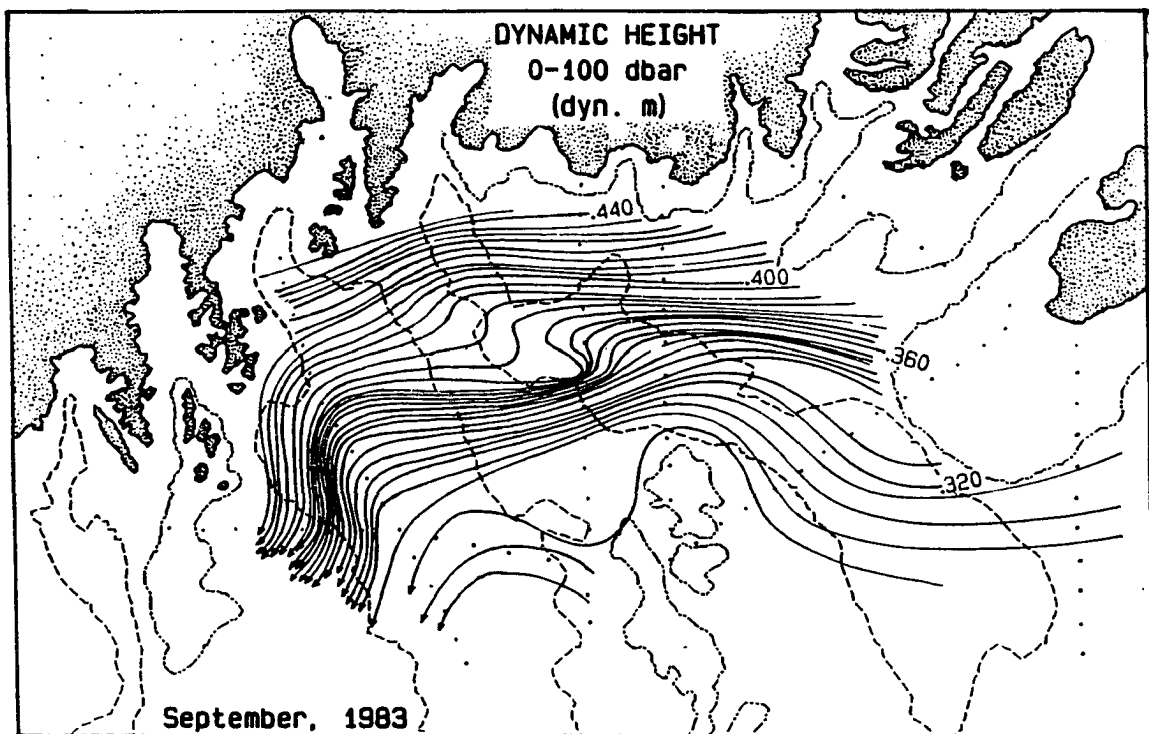 DYNAMIC HEIGHT
0-100 dbar
(dyn. m)
.440
.400
.360
.320
September, 1983